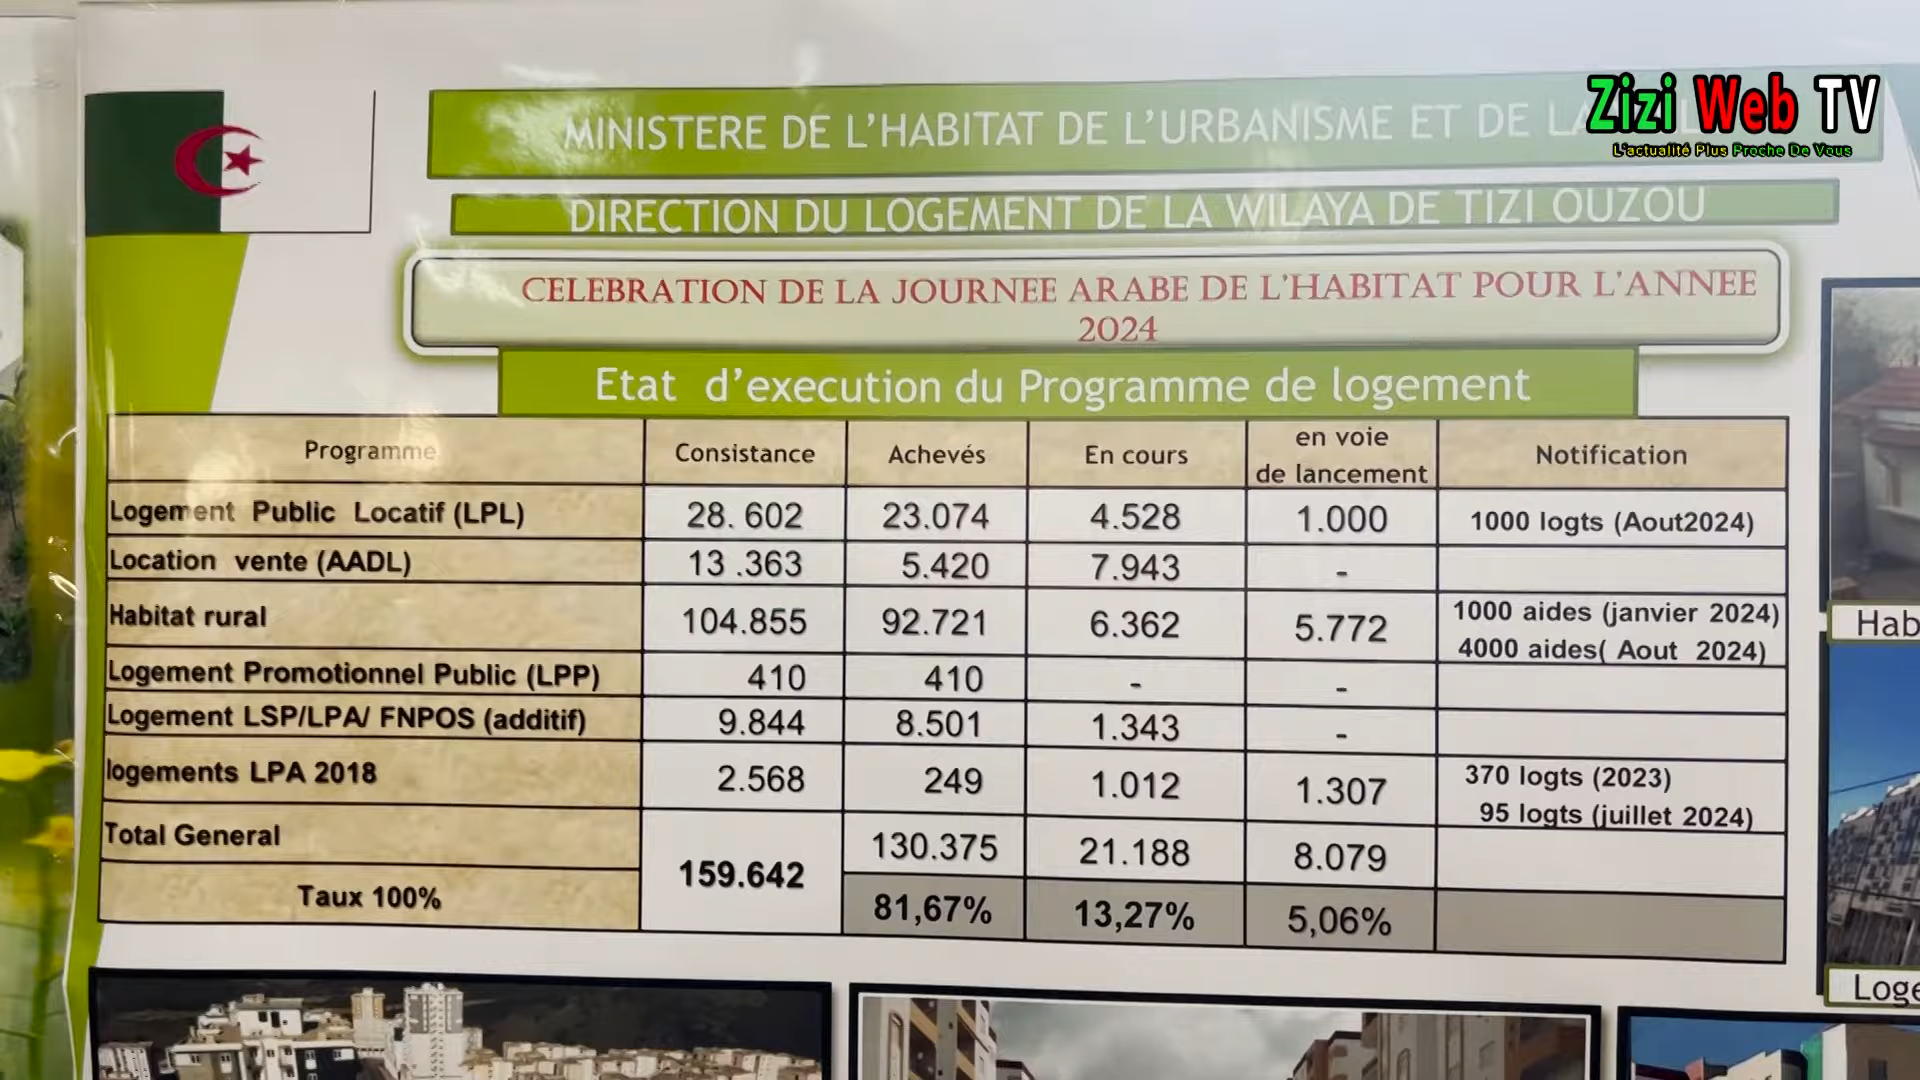 Zizi Web TV
L'actualité Plus Proche De Vous
MINISTERE DE L'HABITAT DE L'URBANISME ET DE LA
DIRECTION DU LOGEMENT DE LA WILAYA DE TIZI OUZOU
CELEBRATION DE LA JOURNEE ARABE DE L'HABITAT POUR L'ANNEE
2024
Etat d'execution du Programme de logement
Programme Consistance Achevés En cours en voie de lancement Notification
Logement Public Locatif (LPL) 28. 602 23.074 4.528 1.000 1000 logts (Aout2024)
Location vente (AADL) 13 .363 5.420 7.943 -
Habitat rural 104.855 92.721 6.362 5.772 1000 aides (janvier 2024)
4000 aides( Aout 2024)
Logement Promotionnel Public (LPP) 410 410 - -
Logement LSP/LPA/ FNPOS (additif) 9.844 8.501 1.343 -
logements LPA 2018 2.568 249 1.012 1.307 370 logts (2023)
95 logts (juillet 2024)
Total General 159.642 130.375 21.188 8.079
Taux 100% 81,67% 13,27% 5,06%
Hab
Loge